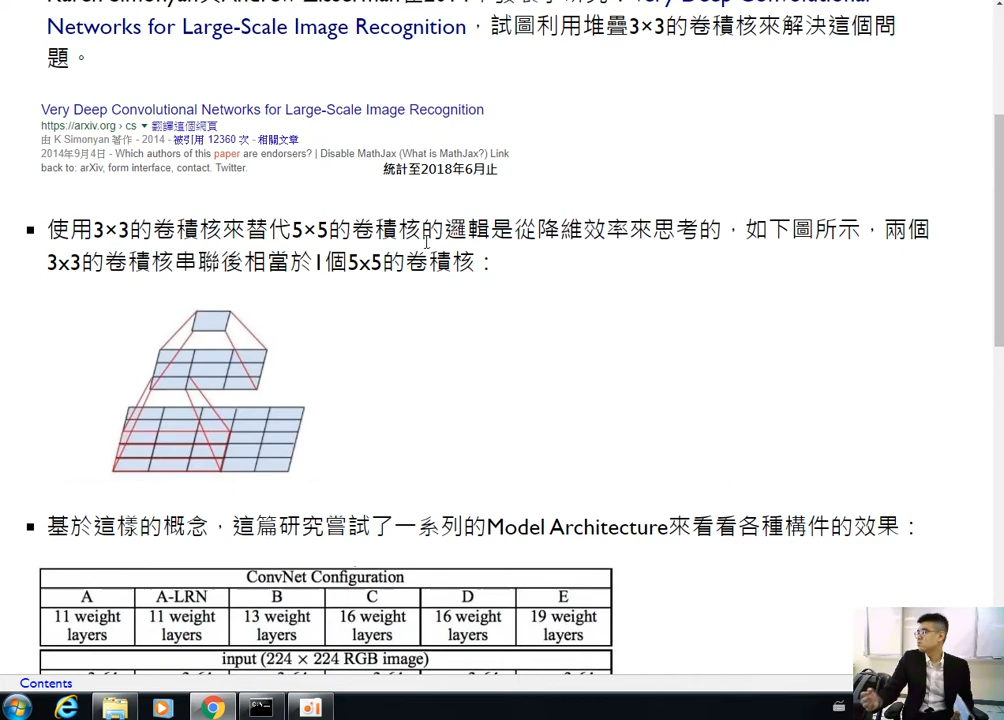 Networks for Large-Scale Image Recognition，試圖利用堆疊3×3的卷積核來解決這個問
題。
Very Deep Convolutional Networks for Large-Scale Image Recognition
https://arxiv.org › cs ▼ 翻譯這個網頁
由 K Simonyan 著作 - 2014 - 被引用 12360 次 - 相關文章
2014年9月4日 - Which authors of this paper are endorsers? | Disable MathJax (What is MathJax?) Link
back to: arXiv, form interface, contact. Twitter.
統計至2018年6月止
使用3×3的卷積核來替代5×5的卷積核的邏輯是從降維效率來思考的，如下圖所示，兩個
3x3的卷積核串聯後相當於1個5x5的卷積核：
基於這樣的概念，這篇研究嘗試了一系列的Model Architecture來看看各種構件的效果：
ConvNet Configuration
A A-LRN B C D E
11 weight 11 weight 13 weight 16 weight 16 weight 19 weight
layers layers layers layers layers layers
input (224 × 224 RGB image)
Contents